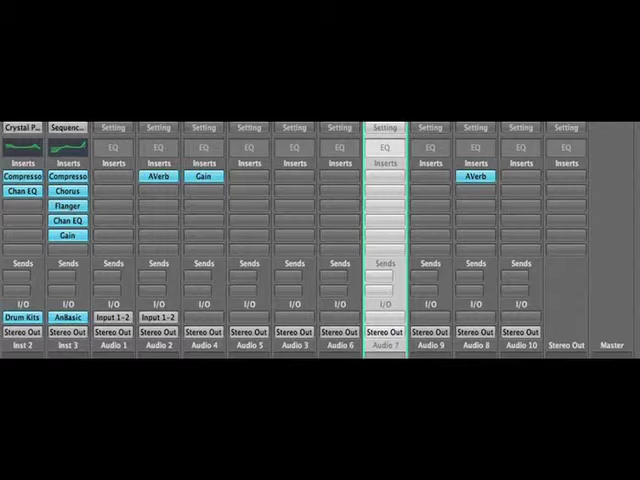 Crystal P... Sequenc... Setting Setting Setting Setting Setting Setting Setting Setting Setting Setting Setting
EQ EQ EQ EQ EQ EQ EQ EQ EQ EQ EQ
Inserts Inserts Inserts Inserts Inserts Inserts Inserts Inserts Inserts Inserts Inserts Inserts Inserts
Compresso Compresso AVerb Gain AVerb
Chan EQ Chorus
Flanger
Chan EQ
Gain
Sends Sends Sends Sends Sends Sends Sends Sends Sends Sends Sends Sends
I/O I/O I/O I/O I/O I/O I/O I/O I/O I/O I/O I/O
Drum Kits AnBasic Input 1-2 Input 1-2
Stereo Out Stereo Out Stereo Out Stereo Out Stereo Out Stereo Out Stereo Out Stereo Out Stereo Out Stereo Out Stereo Out Stereo Out
Inst 2 Inst 3 Audio 1 Audio 2 Audio 4 Audio 5 Audio 3 Audio 6 Audio 7 Audio 9 Audio 8 Audio 10 Stereo Out Master